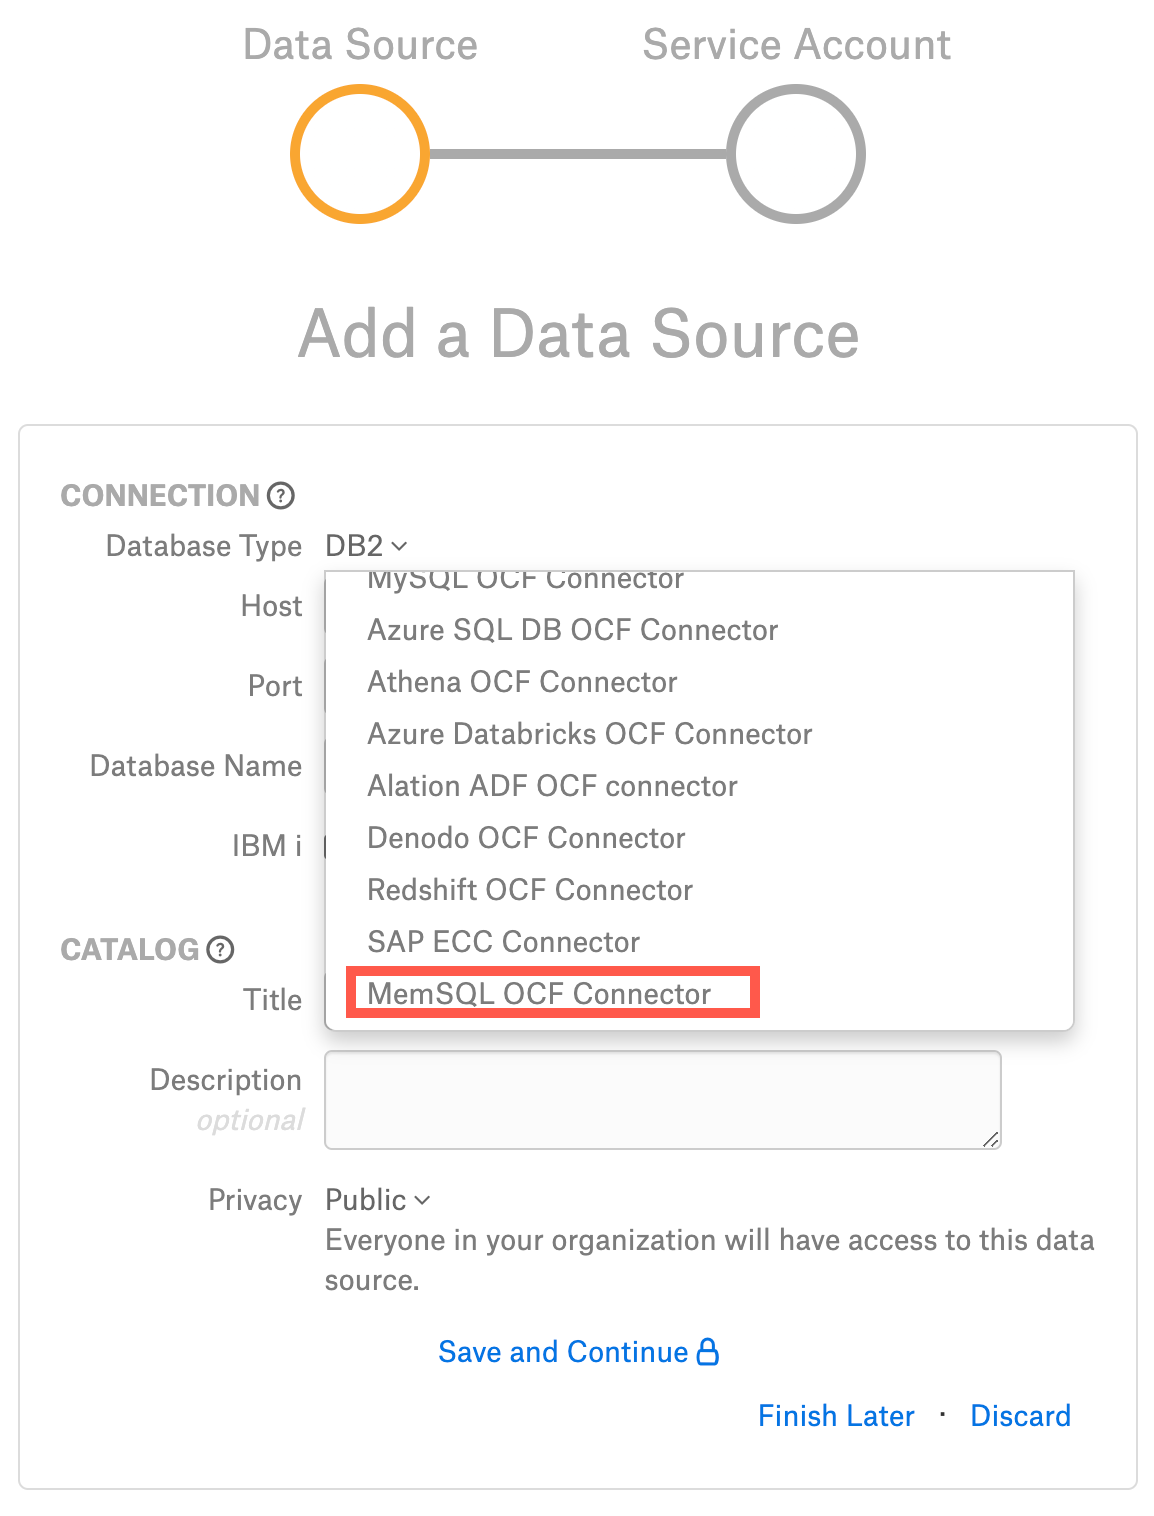 Data Source
Service Account
Add a Data Source
CONNECTION ?
Database Type DB2
MySQL OCF Connector
Host
Azure SQL DB OCF Connector
Port
Athena OCF Connector
Azure Databricks OCF Connector
Database Name
Alation ADF OCF connector
IBM i
Denodo OCF Connector
Redshift OCF Connector
CATALOG ?
SAP ECC Connector
Title
MemSQL OCF Connector
Description
optional
Privacy Public
Everyone in your organization will have access to this data
source.
Save and Continue
Finish Later · Discard